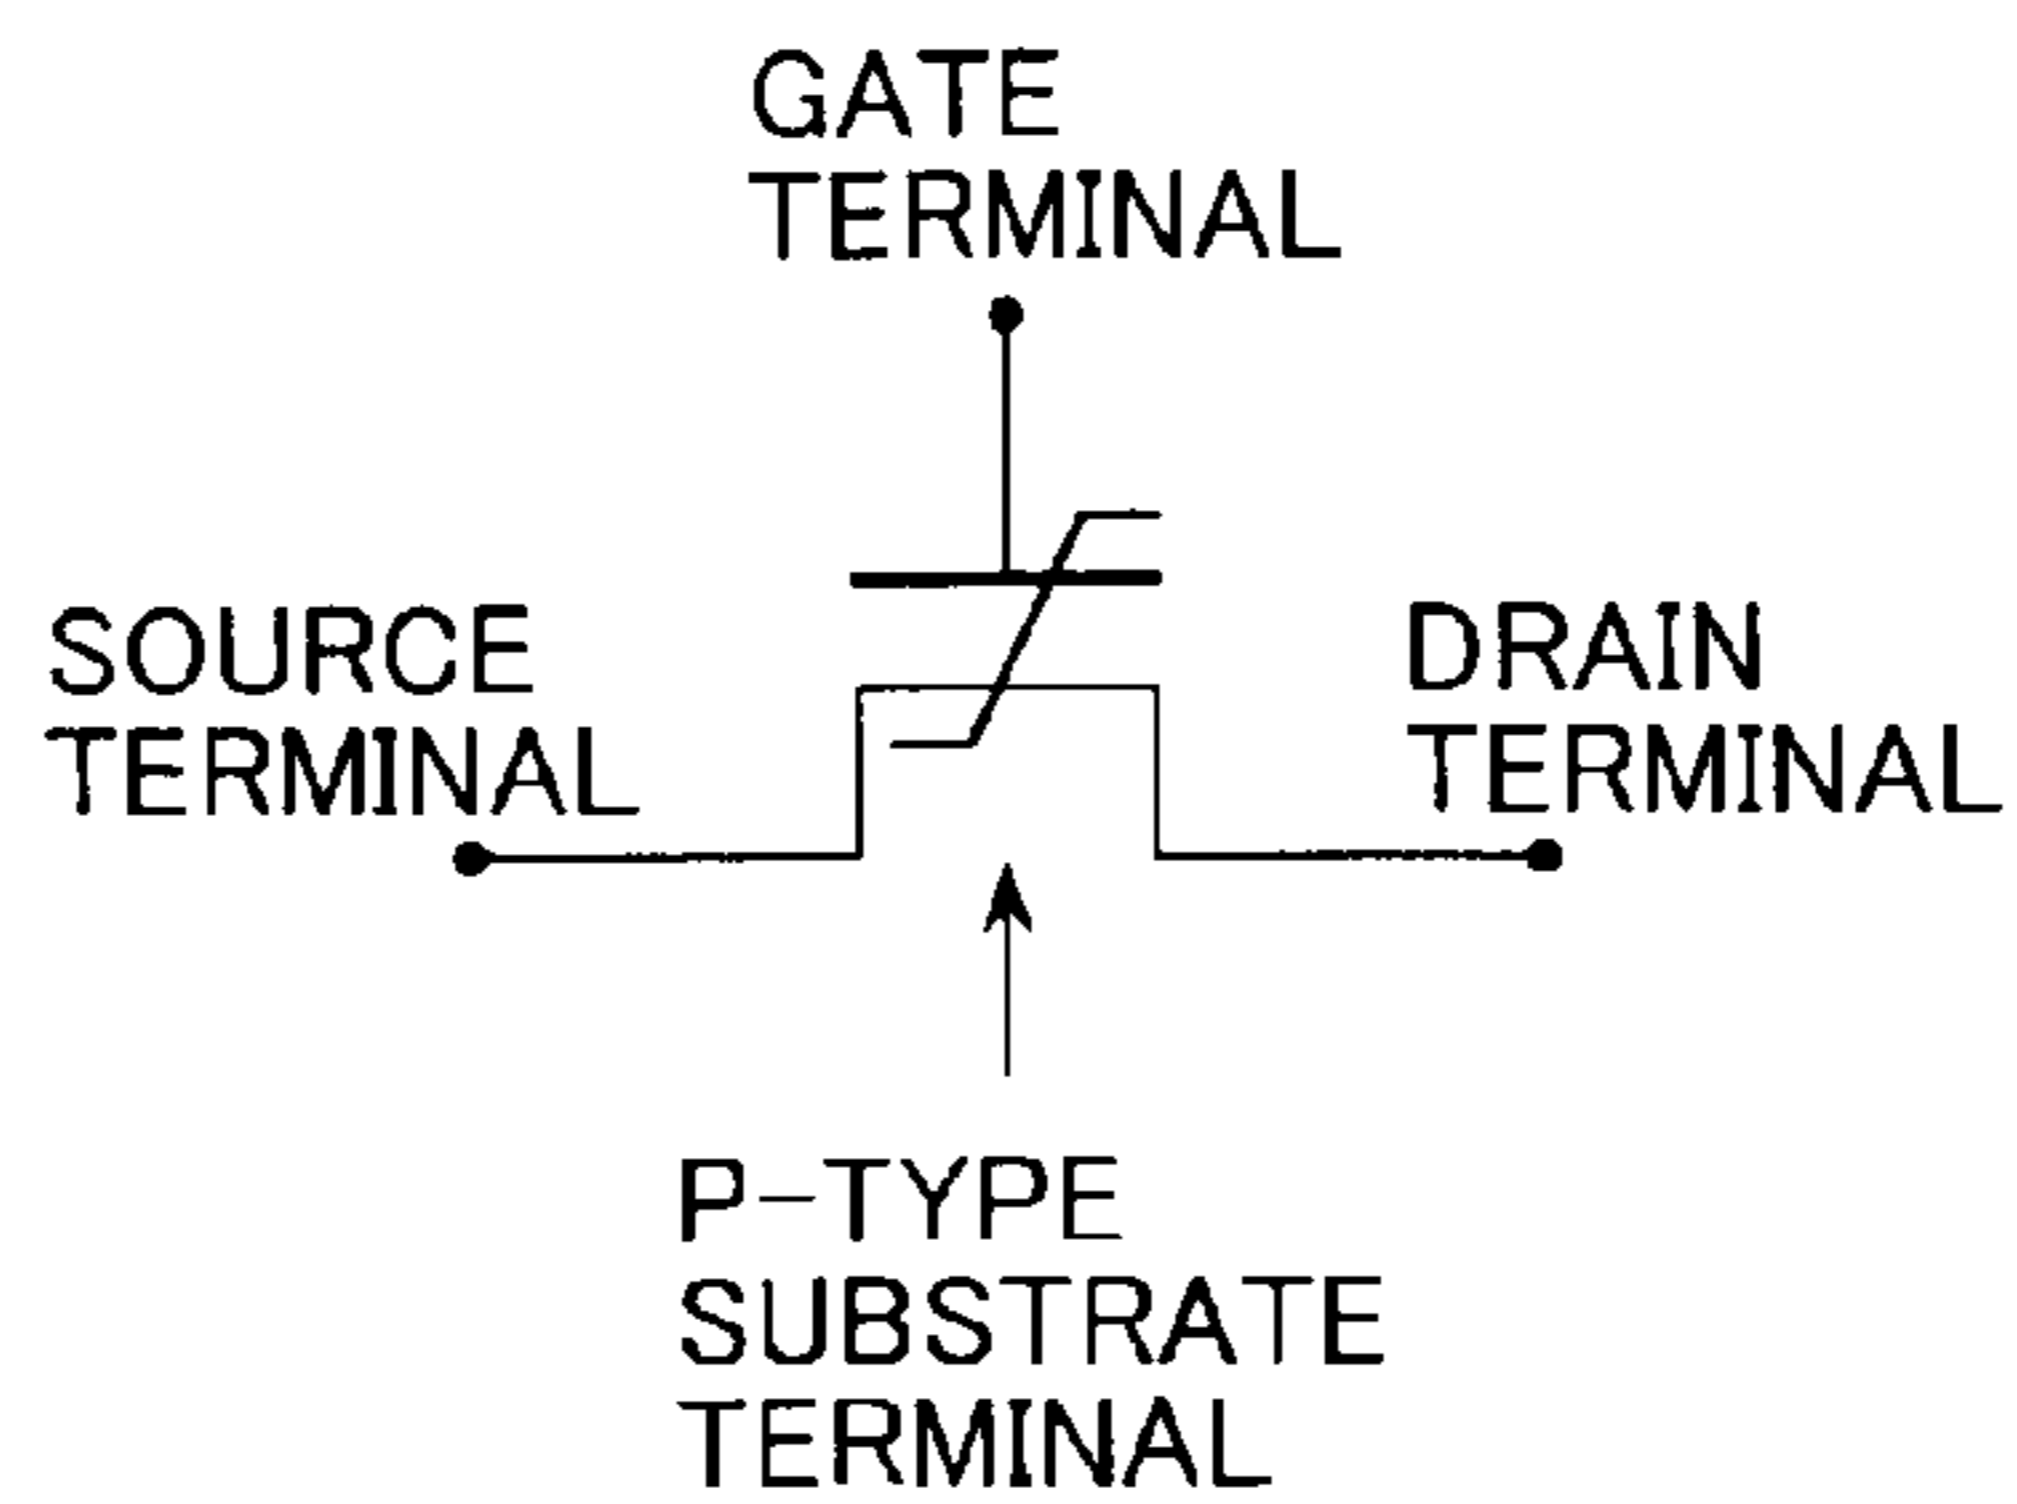 GATE
TERMINAL
SOURCE
TERMINAL
DRAIN
TERMINAL
P-TYPE
SUBSTRATE
TERMINAL